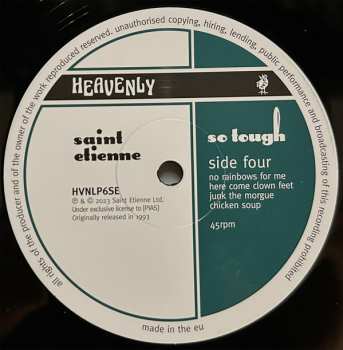 all rights of the producer and of the owner of the work reproduced reserved. unauthorised copying, hiring, lending, public performance and broadcasting of this recording prohibited
HEAVENLY
saint
etienne
HVNLP6SE
℗ & © 2023 Saint Etienne Ltd.
Under exclusive license to [PIAS]
Originally released in 1993
so tough
side four
no rainbows for me
here come clown feet
junk the morgue
chicken soup
45rpm
made in the eu